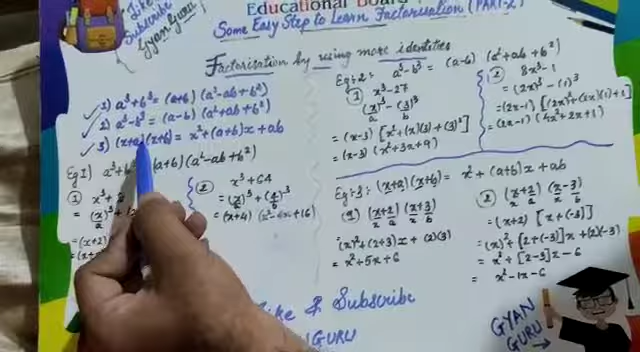 Like &
Subscribe
Gyan Guru
Educational Board
Some Easy Step to Learn Factorisation (PART-2)
Factorisation by using more identities
1) a³+b³ = (a+b) (a²-ab+b²)
2) a³-b³ = (a-b) (a²+ab+b²)
3) (x+a)(x+b) = x²+(a+b)x+ab
Eg:1) a³+b³ (a+b) (a²-ab+b²)
① x³+
= (x)³+
a
=(x+2)
② x³+64
= (x)³+(4)³
a b
= (x+4) (x²-4x+16)
Eg:-2: a³-b³ = (a-b) (a²+ab+b²)
① x³-27
(x)³-(3)³
a b
= (x-3) [x²+(x)(3)+(3)²]
= (x-3) (x²+3x+9)
② 8x³-1
= (2x)³-(1)³
= (2x-1) [(2x)²+(2x)(1)+1²]
= (2x-1) (4x²+2x+1)
Eg:-3:- (x+a)(x+b) = x²+(a+b)x+ab
(x+2) (x+3)
x a x b
= (x)²+(2+3)x+(2)(3)
= x²+5x+6
② (x+2) (x-3)
x a x b
= (x+2) [x+(-3)]
= (x)²+[2+(-3)]x+(2)(-3)
= x²+[2-3]x-6
= x²-1x-6
Like & Subscribe
GURU
GYAN
GURU